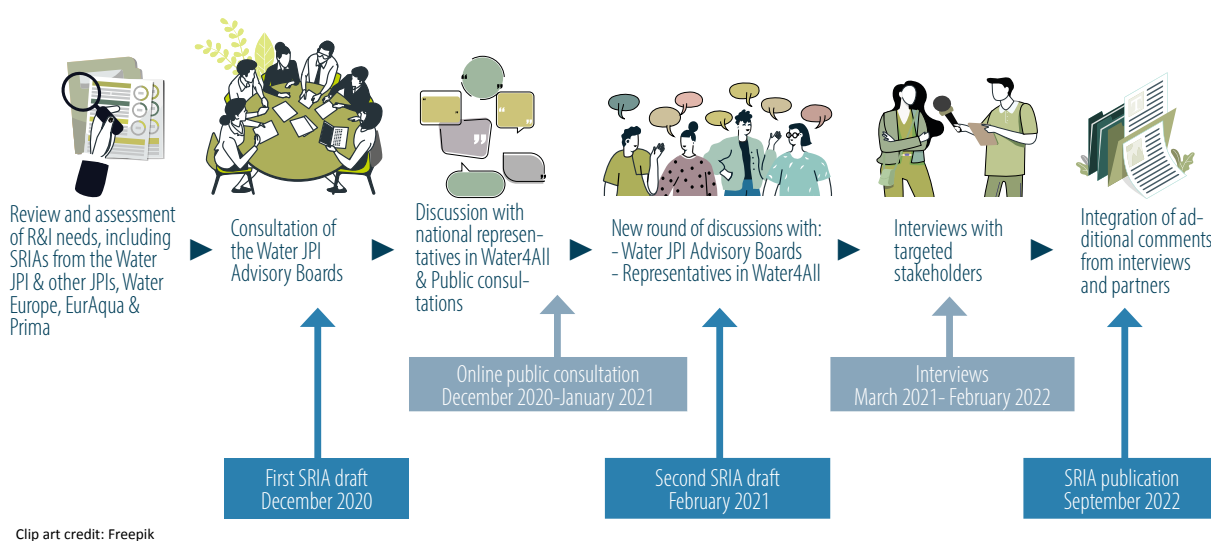 Review and assessment
of R&I needs, including
SRIAs from the Water
JPI & other JPIs, Water
Europe, EurAqua &
Prima
Consultation of
the Water JPI
Advisory Boards
Discussion with
national represen-
tatives in Water4All
& Public consul-
tations
New round of discussions with:
- Water JPI Advisory Boards
- Representatives in Water4All
Interviews with
targeted
stakeholders
Integration of ad-
ditional comments
from interviews
and partners
Online public consultation
December 2020-January 2021
Interviews
March 2021- February 2022
First SRIA draft
December 2020
Second SRIA draft
February 2021
SRIA publication
September 2022
Clip art credit: Freepik